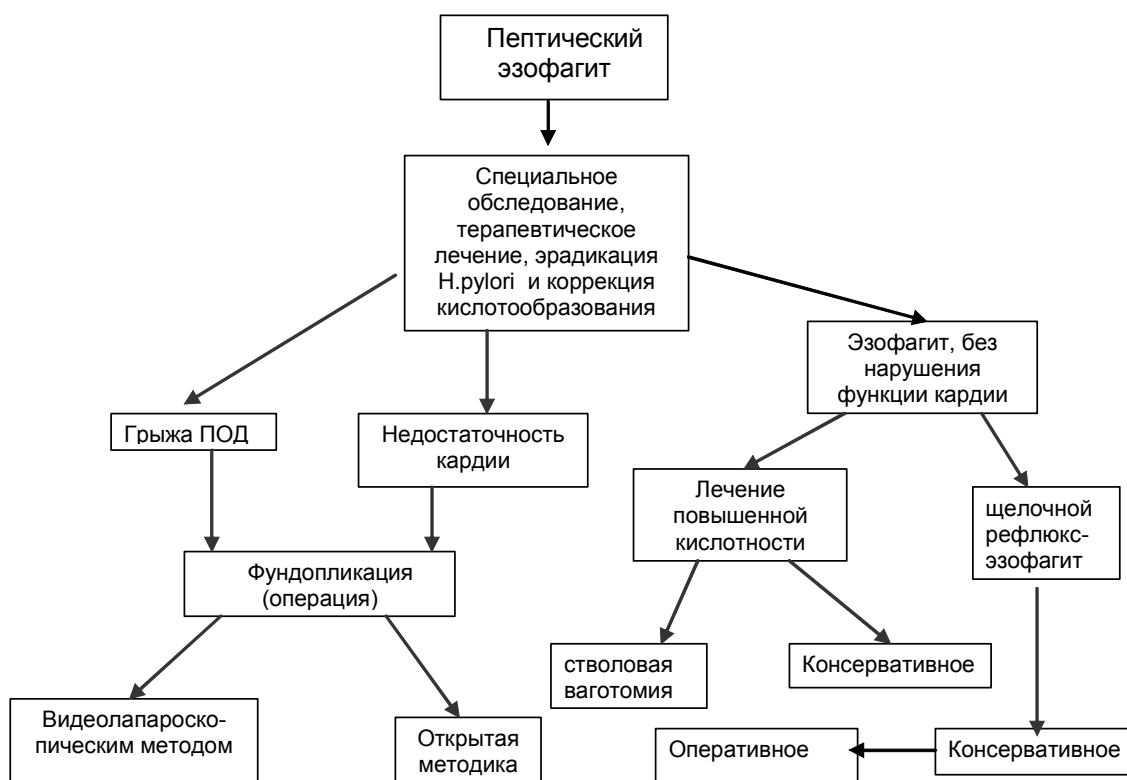 Пептический
эзофагит
Специальное
обследование,
терапевтическое
лечение, эрадикация
H.pylori и коррекция
кислотообразования
Эзофагит, без
нарушения
функции кардии
Грыжа ПОД
Недостаточность
кардии
Лечение
повышенной
кислотности
щелочной
рефлюкс-
эзофагит
Фундопликация
(операция)
стволовая
ваготомия
Консервативное
Видеолапароско-
пическим методом
Открытая
методика
Оперативное
Консервативное